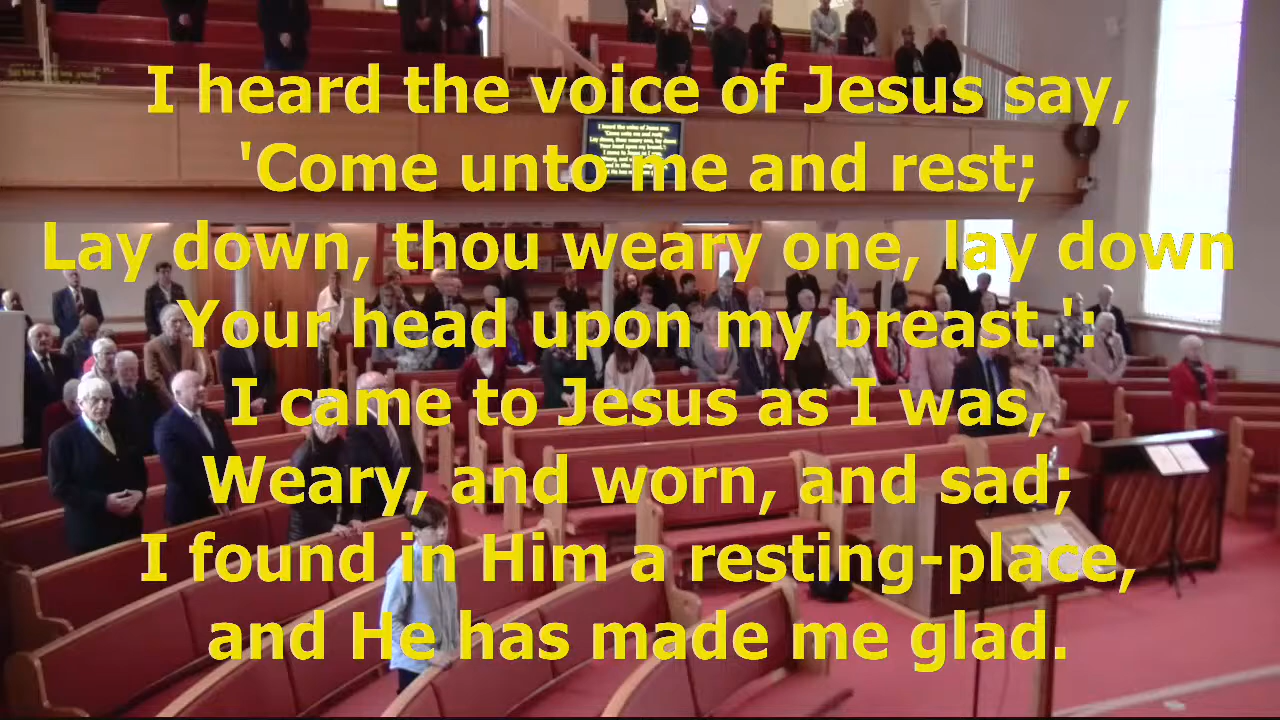 I heard the voice of Jesus say,
'Come unto me and rest;
Lay down, thou weary one, lay down
Your head upon my breast.':
I came to Jesus as I was,
Weary, and worn, and sad;
I found in Him a resting-place,
and He has made me glad.